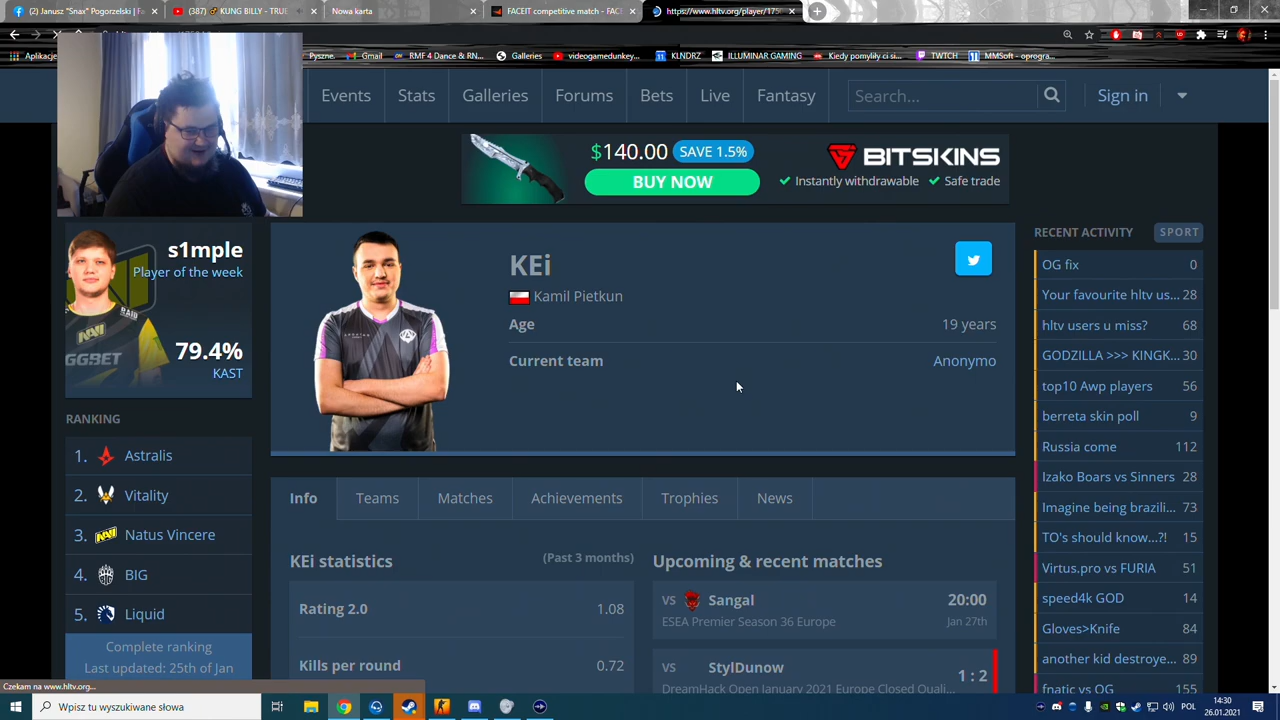 (2) Janusz "Snax" Pogorzelski | Fa
(387) KUNG BILLY - TRUE
Nowa karta
FACEIT competitive match - FACE
https://www.hltv.org/player/175
Aplikacje
Pyszne.
Gmail
RMF 4 Dance & RN...
Galleries
videogamedunkey...
KLNDRZ
ILLUMINAR GAMING
Kiedy pomyliły ci si...
TWTCH
MMSoft - oprogra...
Events
Stats
Galleries
Forums
Bets
Live
Fantasy
Search...
Sign in
$140.00 SAVE 1.5%
BUY NOW
BITSKINS
Instantly withdrawable
Safe trade
s1mple
Player of the week
79.4%
KAST
RANKING
1. Astralis
2. Vitality
3. Natus Vincere
4. BIG
5. Liquid
Complete ranking
Last updated: 25th of Jan
KEi
Kamil Pietkun
Age 19 years
Current team Anonymo
Info
Teams
Matches
Achievements
Trophies
News
KEi statistics (Past 3 months)
Rating 2.0 1.08
Kills per round 0.72
Upcoming & recent matches
VS Sangal 20:00
ESEA Premier Season 36 Europe Jan 27th
VS StylDunow 1 : 2
DreamHack Open January 2021 Europe Closed Quali...
RECENT ACTIVITY SPORT
OG fix 0
Your favourite hltv us... 28
hltv users u miss? 68
GODZILLA >>> KINGK... 30
top10 Awp players 56
berreta skin poll 9
Russia come 112
Izako Boars vs Sinners 28
Imagine being brazili... 73
TO's should know...?! 15
Virtus.pro vs FURIA 51
speed4k GOD 14
Gloves>Knife 84
another kid destroye... 89
fnatic vs OG 155
Czekam na www.hltv.org...
Wpisz tu wyszukiwane słowa
POL
14:30
26.01.2021